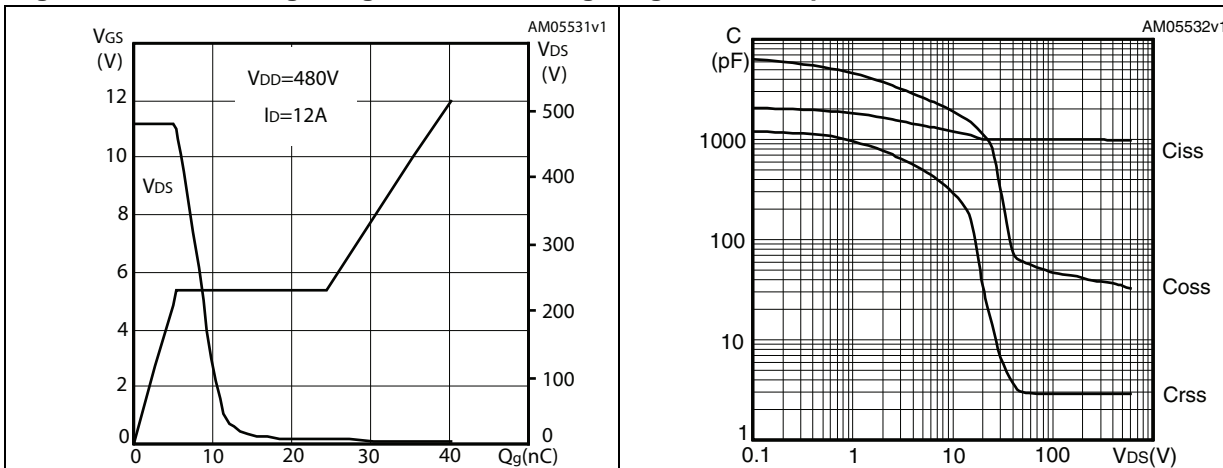 AM05531v1
VGS
(V)
VDS
(V)
VDD=480V
ID=12A
12
10
8
6
4
2
0
VDS
500
400
300
200
100
0
0
10
20
30
40
Qg(nC)
AM05532v1
C
(pF)
1000
100
10
1
Ciss
Coss
Crss
0.1
1
10
100
VDS(V)